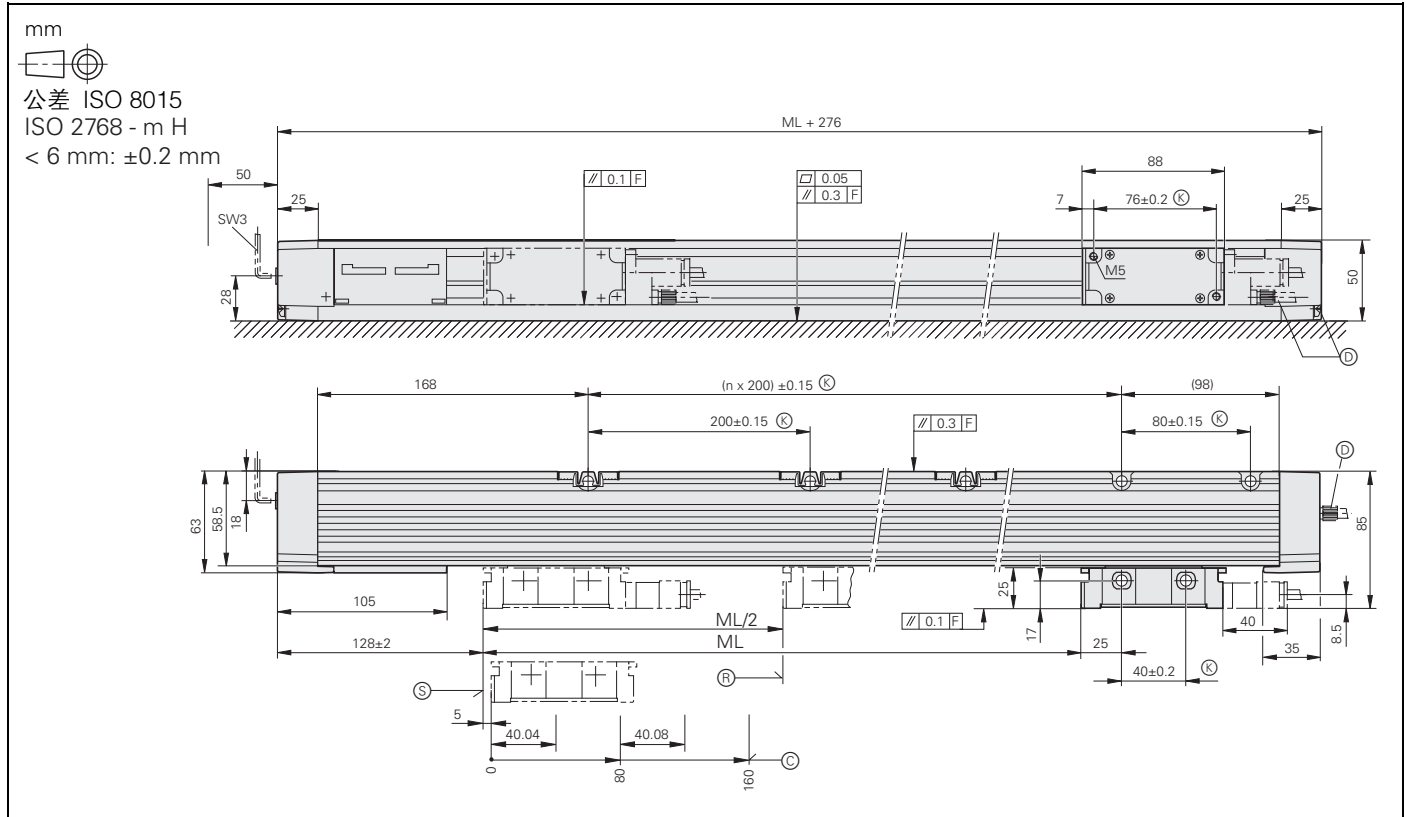 mm
公差 ISO 8015
ISO 2768 - m H
< 6 mm: ±0.2 mm
ML + 276
50
25
// 0.1 F
⏥ 0.05
// 0.3 F
88
7
76±0.2 Ⓚ
25
SW3
M5
28
50
Ⓓ
168
(n x 200) ±0.15 Ⓚ
(98)
200±0.15 Ⓚ
// 0.3 F
80±0.15 Ⓚ
Ⓓ
63
58.5
18
85
105
25
17
// 0.1 F
40
8.5
ML/2
128±2
ML
25
35
Ⓢ
Ⓡ
40±0.2 Ⓚ
5
40.04
40.08
Ⓒ
0
80
160